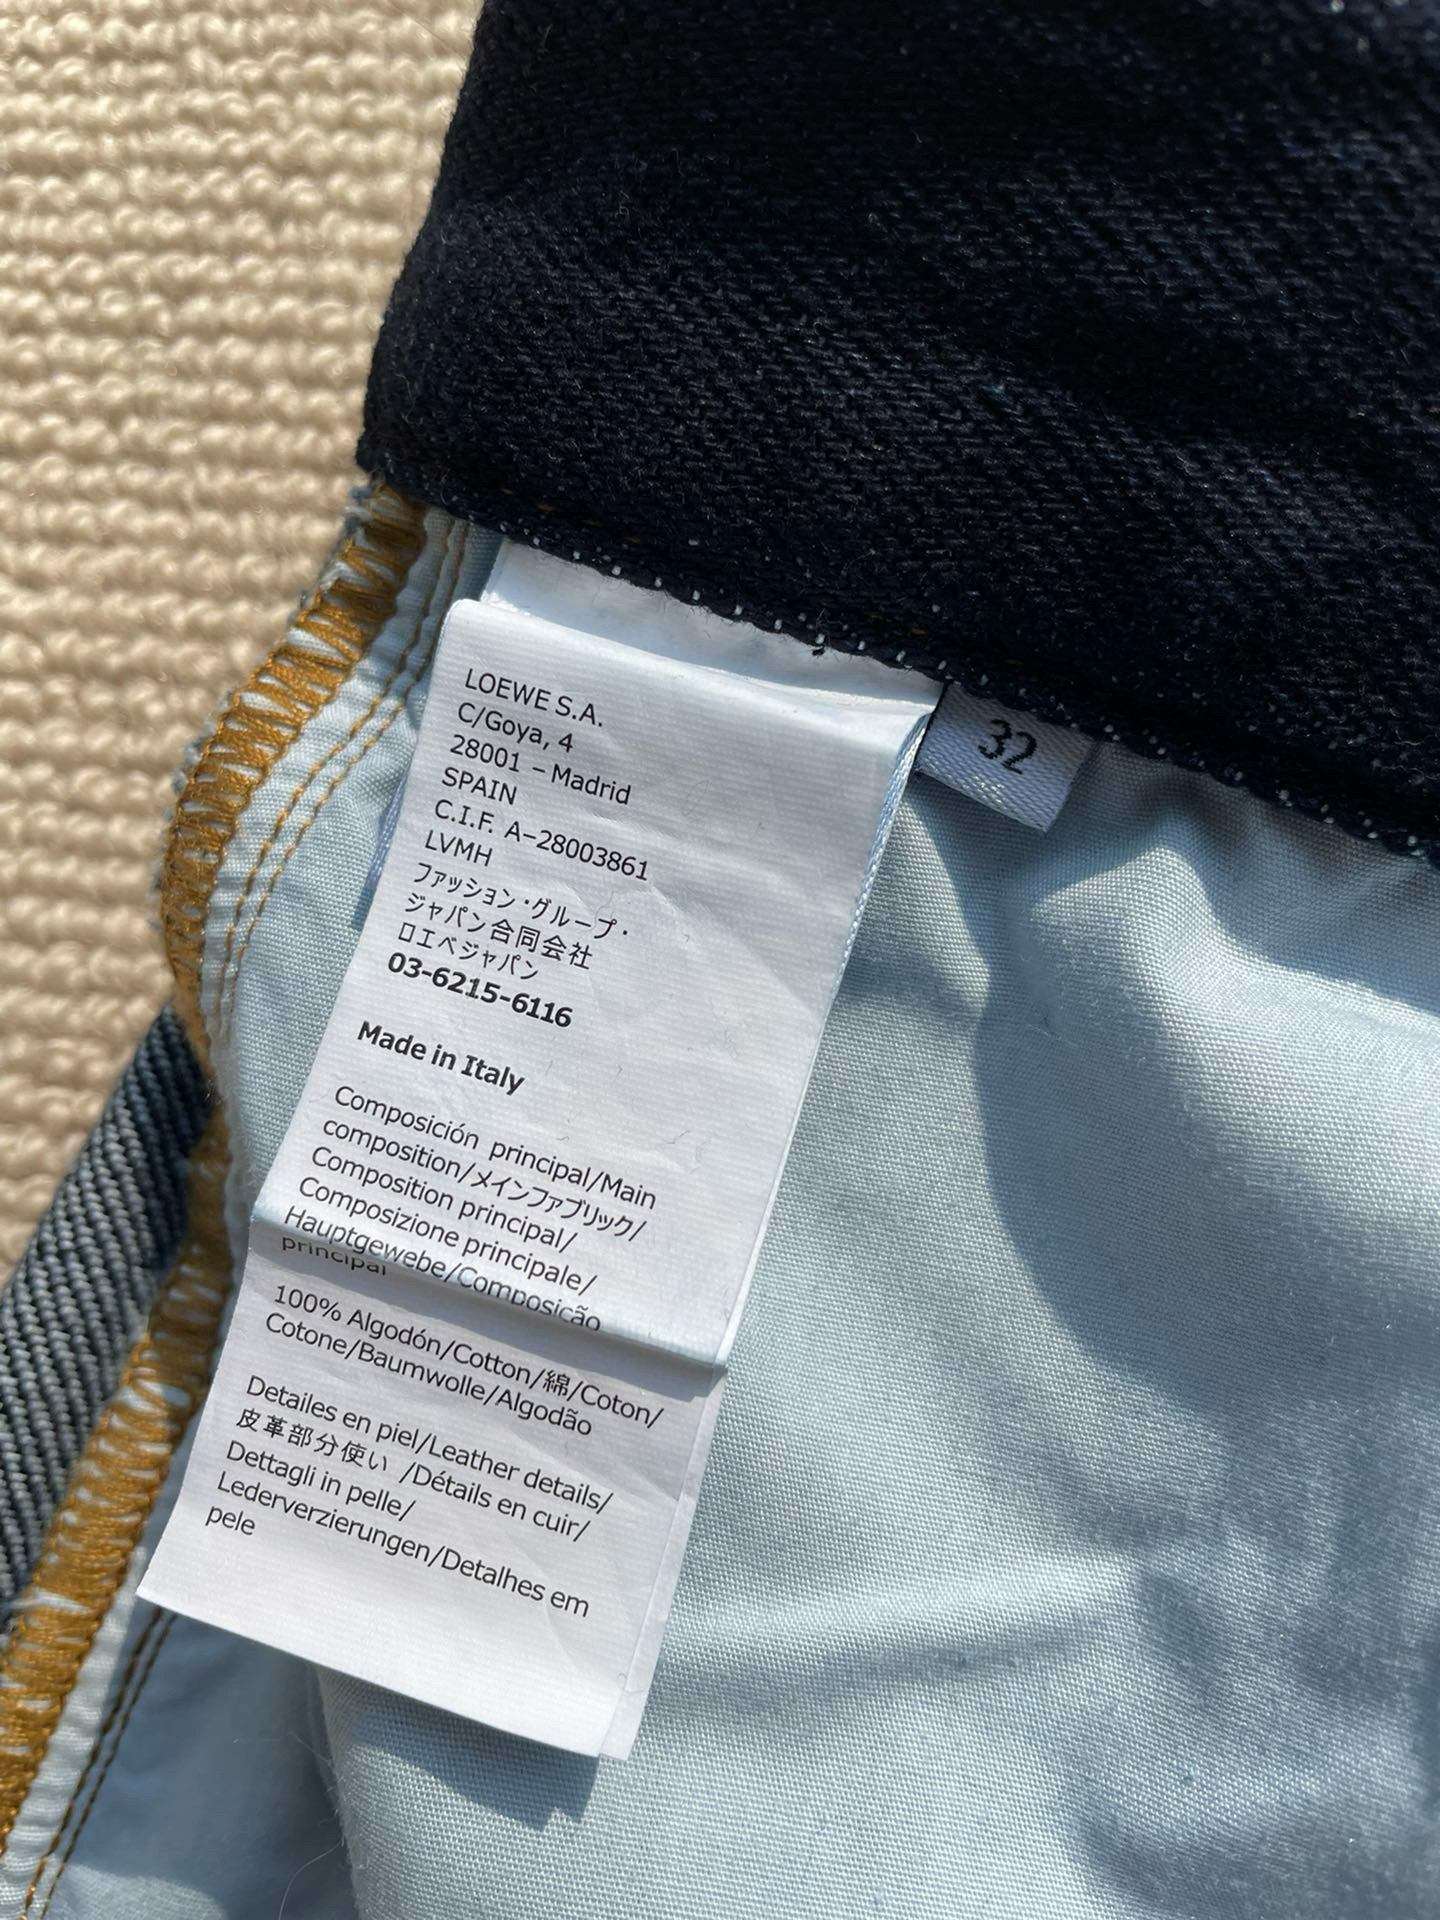 LOEWE S.A.
C/Goya, 4
28001 – Madrid
SPAIN
C.I.F. A–28003861
LVMH
ファッション・グループ・
ジャパン合同会社
ロエベジャパン
03-6215-6116
Made in Italy
Composición principal/Main
composition/メインファブリック/
Composition principal/
Composizione principale/
Hauptgewebe/Composição
principal
100% Algodón/Cotton/綿/Coton/
Cotone/Baumwolle/Algodão
Detailes en piel/Leather details/
皮革部分使い /Détails en cuir/
Dettagli in pelle/
Lederverzierungen/Detalhes em
pele
32